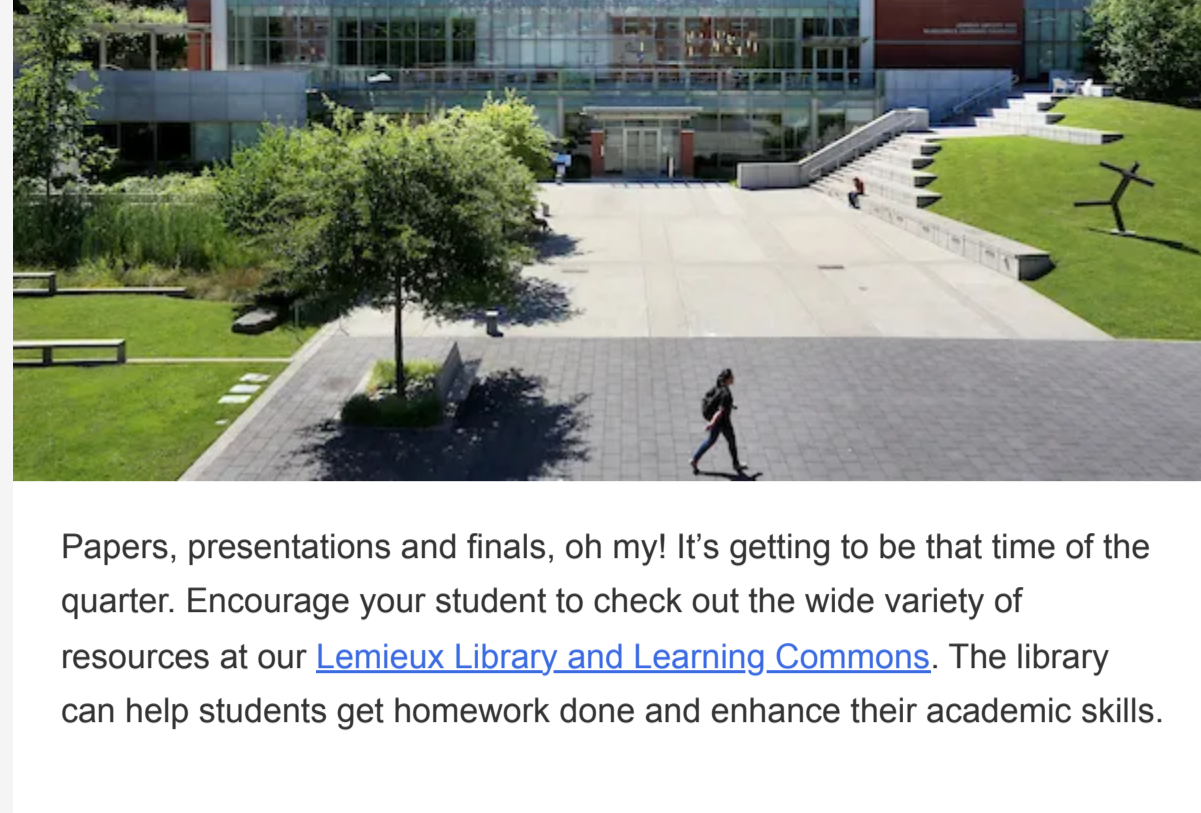 Papers, presentations and finals, oh my! It’s getting to be that time of the
quarter. Encourage your student to check out the wide variety of
resources at our Lemieux Library and Learning Commons. The library
can help students get homework done and enhance their academic skills.